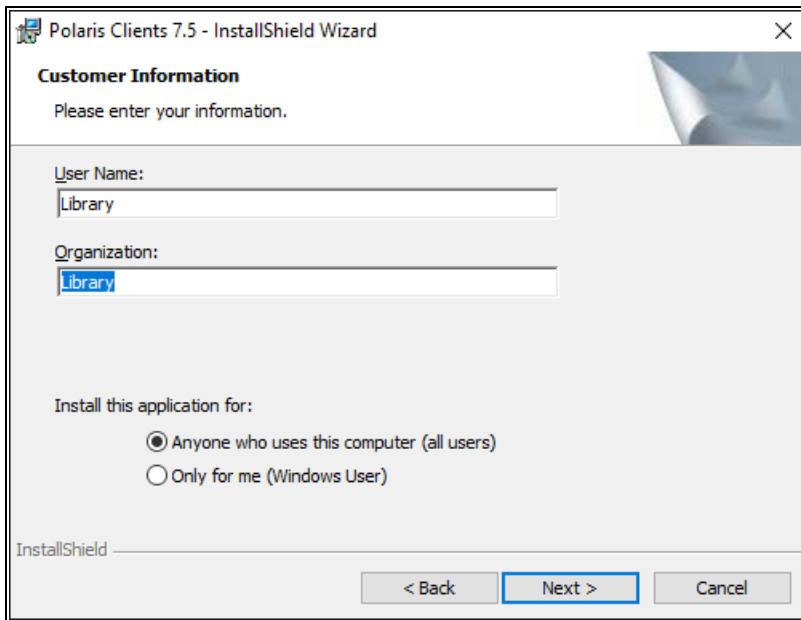 Polaris Clients 7.5 - InstallShield Wizard
Customer Information
Please enter your information.
User Name:
Library
Organization:
Library
Install this application for:
Anyone who uses this computer (all users)
Only for me (Windows User)
InstallShield
< Back
Next >
Cancel